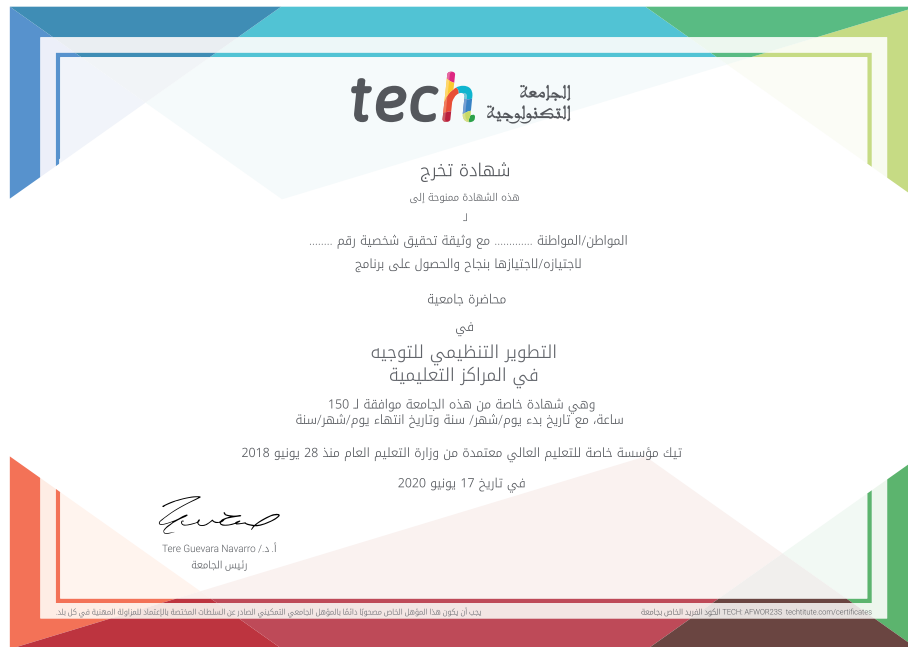 tech الجامعة
التكنولوجية
شهادة تخرج
هذه الشهادة ممنوحة إلى
لـ
المواطن/المواطنة ............ مع وثيقة تحقيق شخصية رقم ........
لاجتيازه/لاجتيازها بنجاح والحصول على برنامج
محاضرة جامعية
في
التطوير التنظيمي للتوجيه
في المراكز التعليمية
وهي شهادة خاصة من هذه الجامعة موافقة لـ 150
ساعة، مع تاريخ بدء يوم/شهر/ سنة وتاريخ انتهاء يوم/شهر/سنة
تيك مؤسسة خاصة للتعليم العالي معتمدة من وزارة التعليم العام منذ 28 يونيو 2018
في تاريخ 17 يونيو 2020
أ. د./ Tere Guevara Navarro
رئيس الجامعة
يجب أن يكون هذا المؤهل الخاص مصحوبًا دائمًا بالمؤهل الجامعي التمكيني الصادر عن السلطات المختصة بالإعتماد للمزاولة المهنية في كل بلد.
الكود الفريد الخاص بجامعة TECH: AFWOR23S techtitute.com/certificates